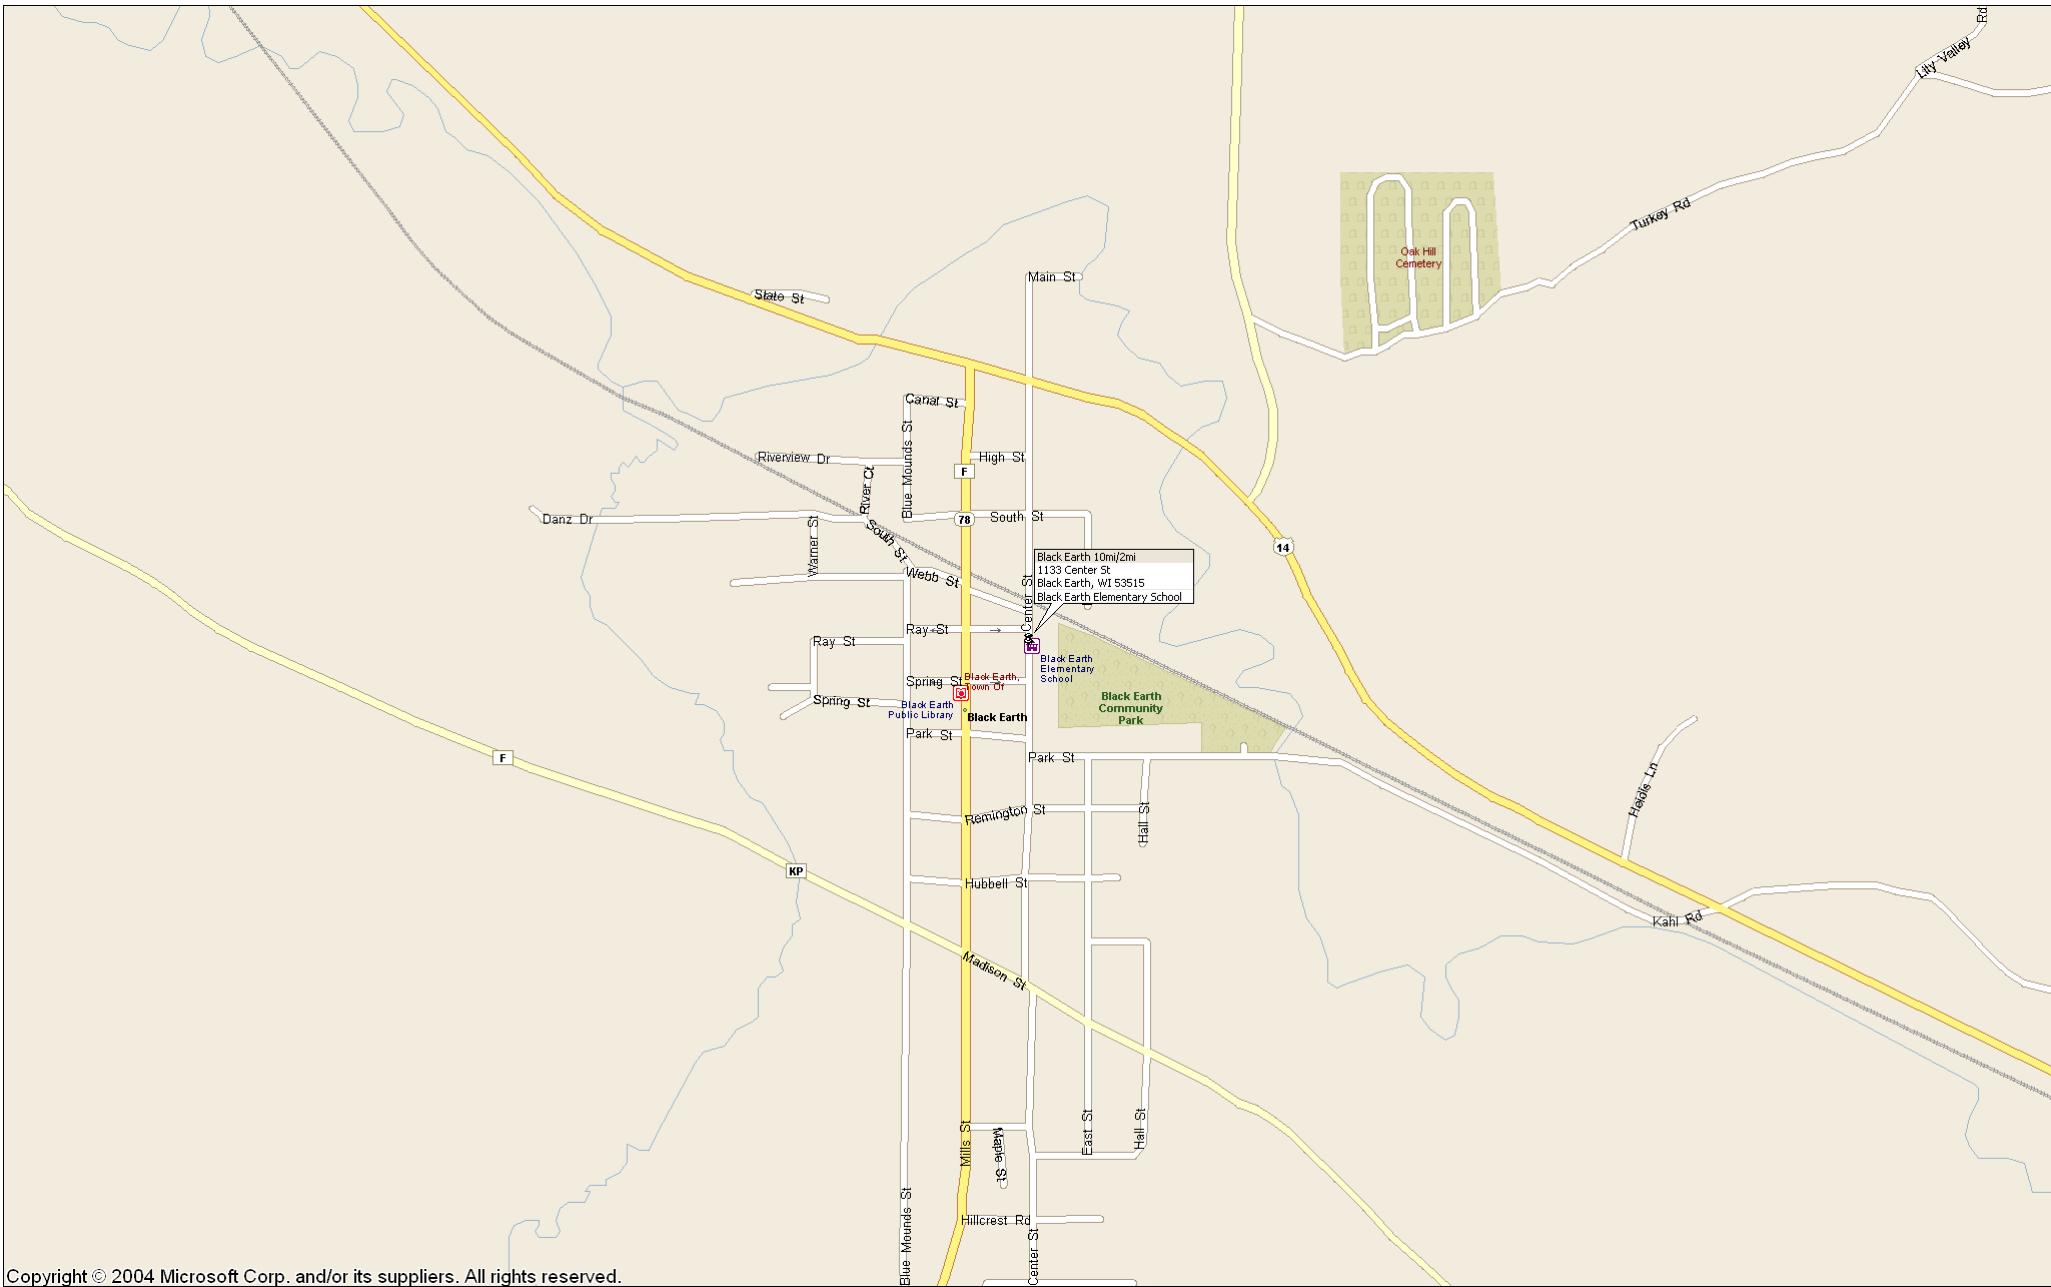 Rd
Lily Valley
Turkey Rd
Oak Hill
Cemetery
Main St
State St
Canal St
Blue Mounds St
Riverview Dr
High St
F
River Ct
Danz Dr
78
South St
South St
14
Warner St
Webb St
Center St
Black Earth 10mi/2mi
1133 Center St
Black Earth, WI 53515
Black Earth Elementary School
Ray St
Ray St
Black Earth
Elementary
School
Spring St
Black Earth,
Town Of
Spring St
Black Earth
Public Library
Black Earth
Black Earth
Community
Park
Park St
Park St
F
Heidis Ln
Remington St
Hall St
KP
Hubbell St
Kahl Rd
Madison St
Mills St
Maple St
East St
Hall St
Blue Mounds St
Hillcrest Rd
Center St
Copyright © 2004 Microsoft Corp. and/or its suppliers. All rights reserved.